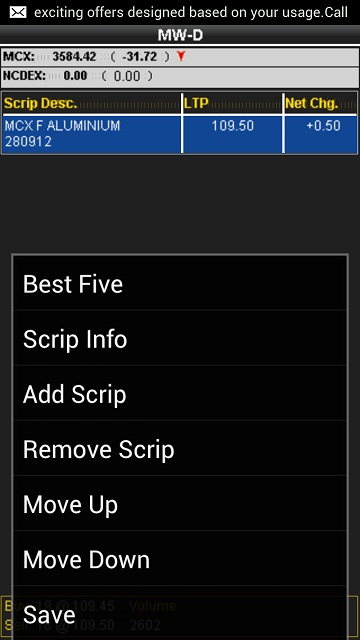 exciting offers designed based on your usage.Call
MW-D
MCX: 3584.42 ( -31.72 )
NCDEX: 0.00 ( 0.00 )
Scrip Desc. LTP Net Chg.
MCX F ALUMINIUM 109.50 +0.50
280912
Best Five
Scrip Info
Add Scrip
Remove Scrip
Move Up
Move Down
@ 109.45 Volume
@ 109.50 2602
Save